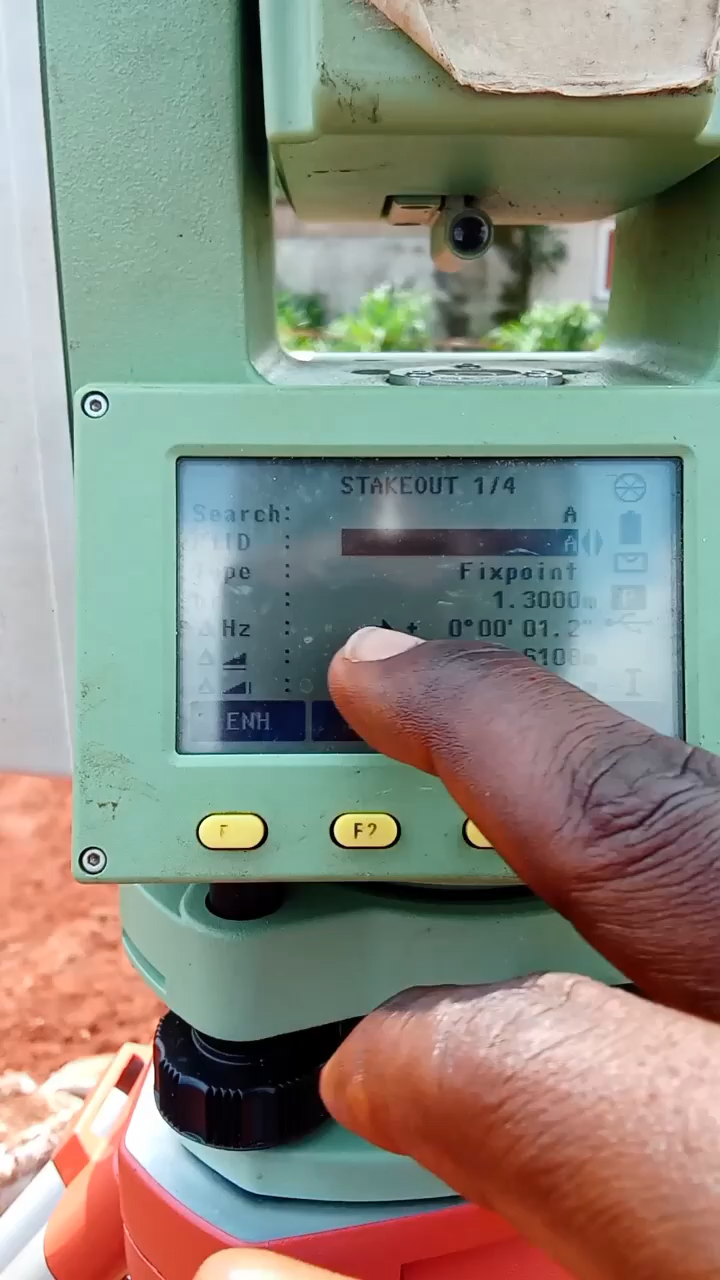 STAKEOUT 1/4
Search: A
: A
: Fixpoint
: 1.3000m
Hz : + 0°00'01.2"
:
:
ENH
F F2